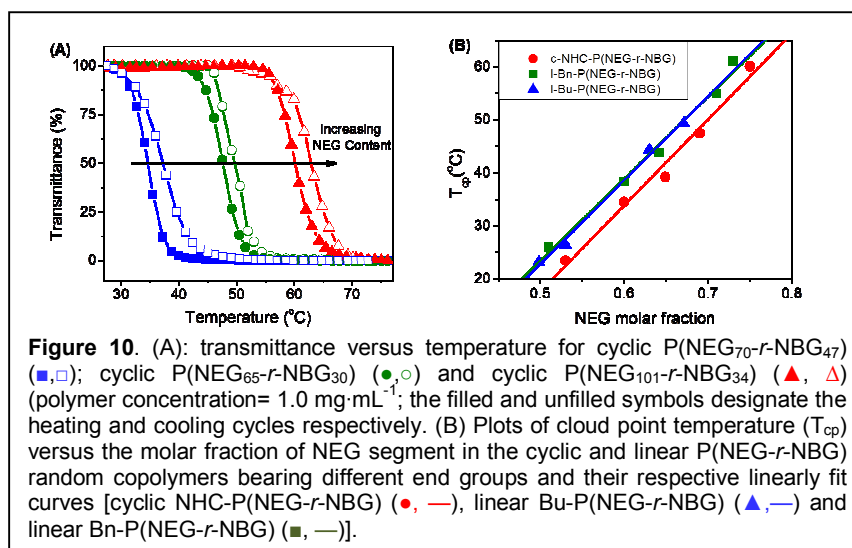 (A)
100
75
50
25
0
Transmittance (%)
Increasing
NEG Content
30 40 50 60 70
Temperature (°C)
(B)
c-NHC-P(NEG-r-NBG)
l-Bn-P(NEG-r-NBG)
l-Bu-P(NEG-r-NBG)
60
50
40
30
20
Tcp(°C)
0.5 0.6 0.7 0.8
NEG molar fraction
Figure 10. (A): transmittance versus temperature for cyclic P(NEG70-r-NBG47)
(■,□); cyclic P(NEG65-r-NBG30) (●,○) and cyclic P(NEG101-r-NBG34) (▲, Δ)
(polymer concentration= 1.0 mg·mL-1; the filled and unfilled symbols designate the
heating and cooling cycles respectively. (B) Plots of cloud point temperature (Tcp)
versus the molar fraction of NEG segment in the cyclic and linear P(NEG-r-NBG)
random copolymers bearing different end groups and their respective linearly fit
curves [cyclic NHC-P(NEG-r-NBG) (●, —), linear Bu-P(NEG-r-NBG) (▲,—) and
linear Bn-P(NEG-r-NBG) (■, —)].